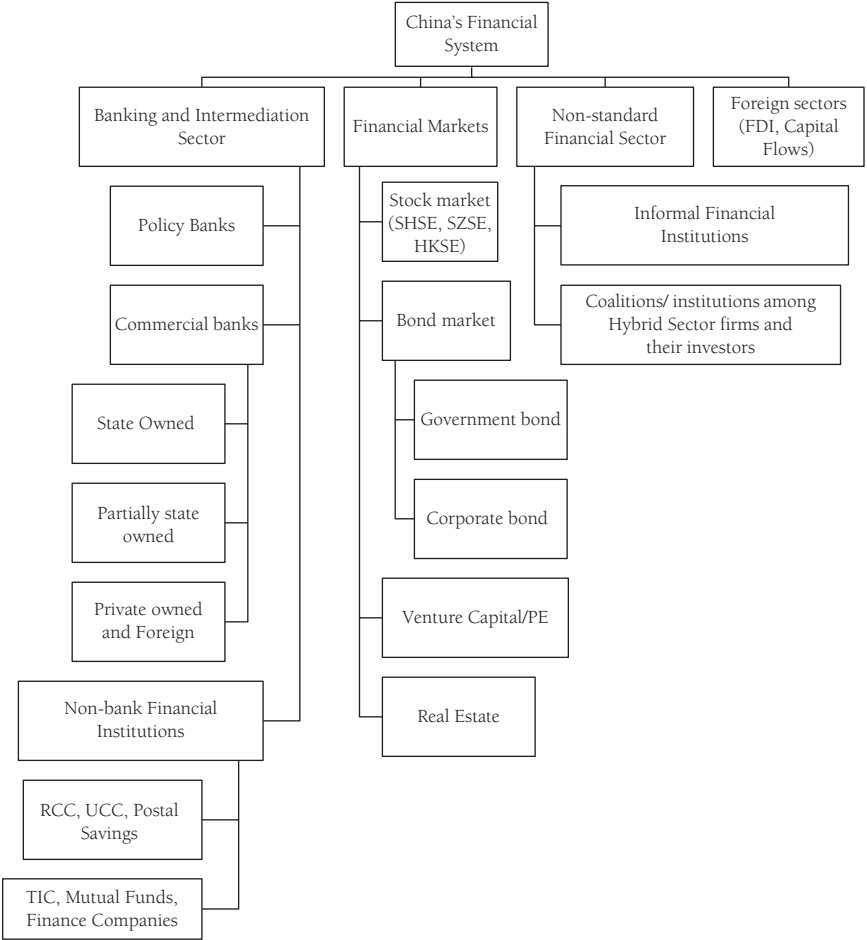 China's Financial
System
Banking and Intermediation
Sector
Financial Markets
Non-standard
Financial Sector
Foreign sectors
(FDI, Capital
Flows)
Policy Banks
Commercial banks
State Owned
Partially state
owned
Private owned
and Foreign
Non-bank Financial
Institutions
RCC, UCC, Postal
Savings
TIC, Mutual Funds,
Finance Companies
Stock market
(SHSE, SZSE,
HKSE)
Bond market
Government bond
Corporate bond
Venture Capital/PE
Real Estate
Informal Financial
Institutions
Coalitions/ institutions among
Hybrid Sector firms and
their investors